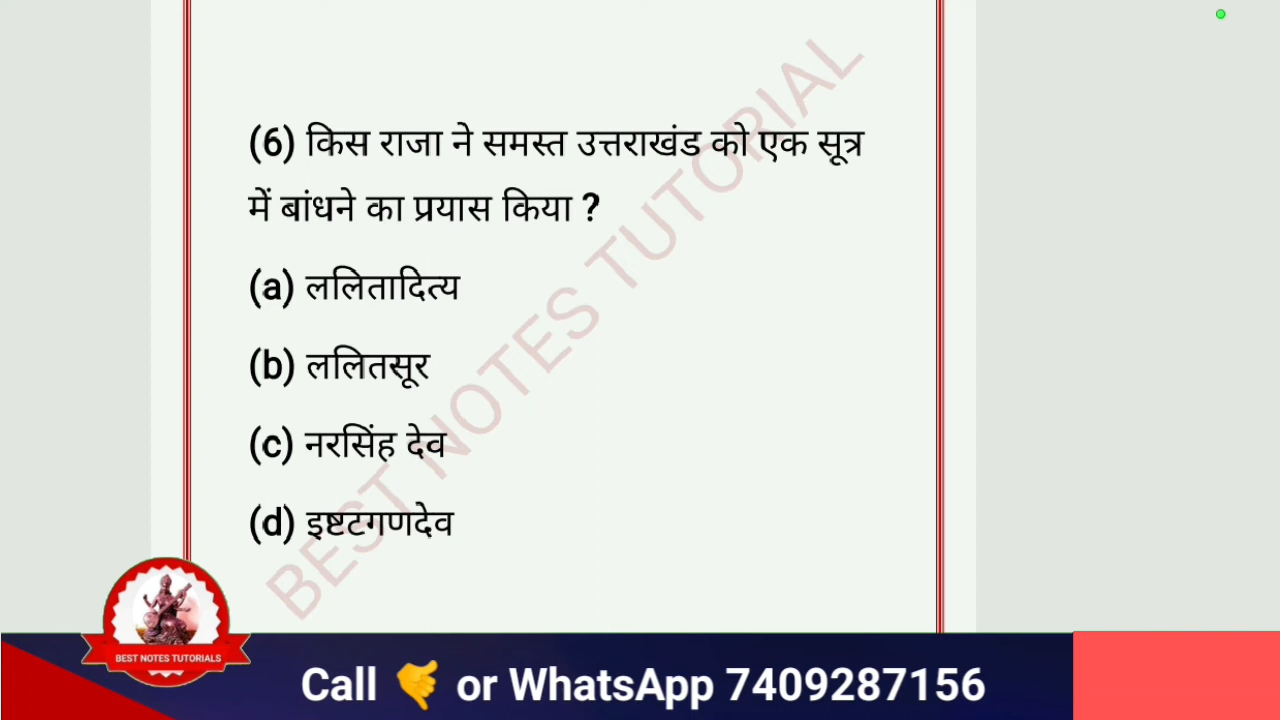 (6) किस राजा ने समस्त उत्तराखंड को एक सूत्र
में बांधने का प्रयास किया ?
(a) ललितादित्य
(b) ललितसूर
(c) नरसिंह देव
(d) इष्टटगणदेव
BEST NOTES TUTORIAL
BEST NOTES TUTORIALS
Call 🤙 or WhatsApp 7409287156